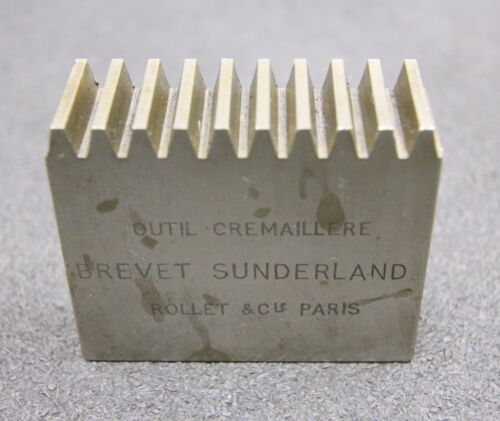 OUTIL CREMAILLERE
BREVET SUNDERLAND
ROLLET & CIE PARIS